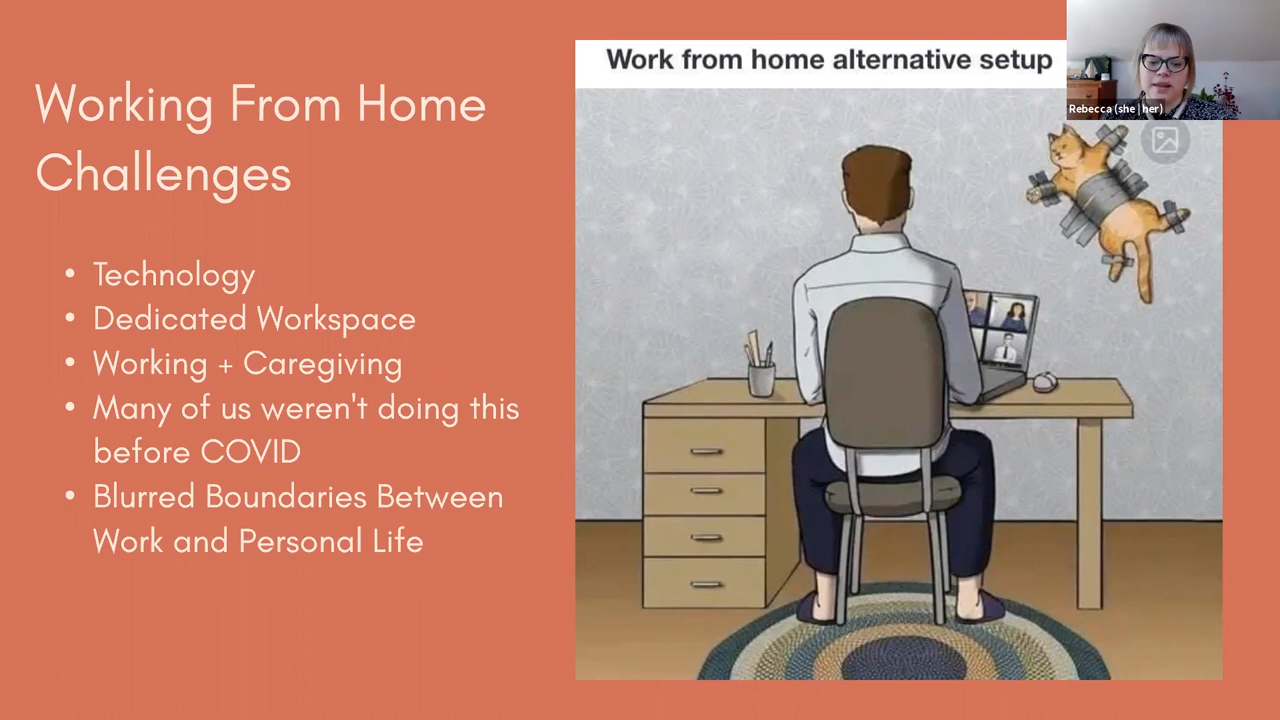 Working From Home
Challenges
• Technology
• Dedicated Workspace
• Working + Caregiving
• Many of us weren't doing this
before COVID
• Blurred Boundaries Between
Work and Personal Life
Work from home alternative setup
Rebecca (she | her)